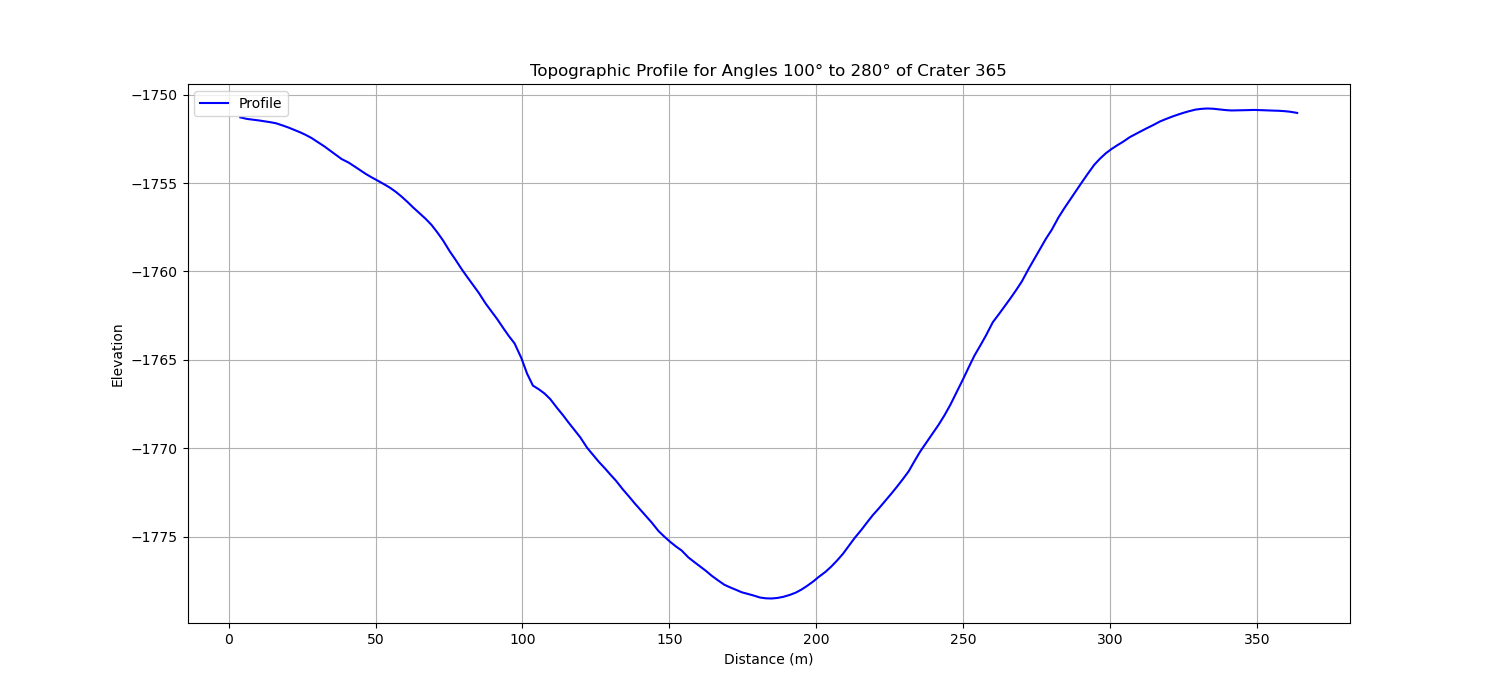 Topographic Profile for Angles 100° to 280° of Crater 365
Profile
Elevation
−1750
−1755
−1760
−1765
−1770
−1775
0 50 100 150 200 250 300 350
Distance (m)